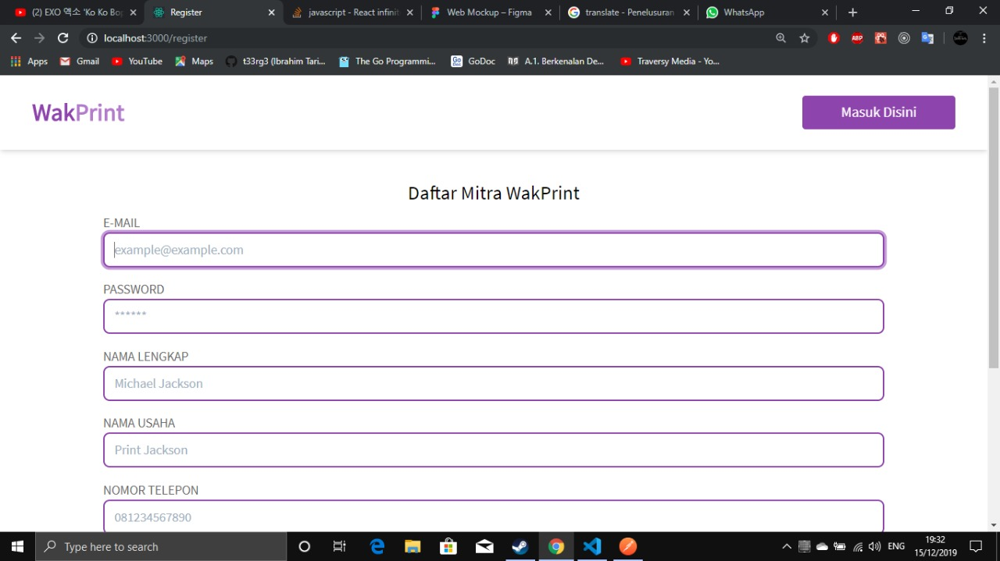 (2) EXO 엑소 'Ko Ko Bop
Register
javascript - React infinit
Web Mockup – Figma
translate - Penelusuran
WhatsApp
localhost:3000/register
ABP
Apps
Gmail
YouTube
Maps
t33rg3 (Ibrahim Tari...
The Go Programmi...
GoDoc
A.1. Berkenalan De...
Traversy Media - Yo...
WakPrint
Masuk Disini
Daftar Mitra WakPrint
E-MAIL
example@example.com
PASSWORD
******
NAMA LENGKAP
Michael Jackson
NAMA USAHA
Print Jackson
NOMOR TELEPON
081234567890
Type here to search
ENG
19:32
15/12/2019